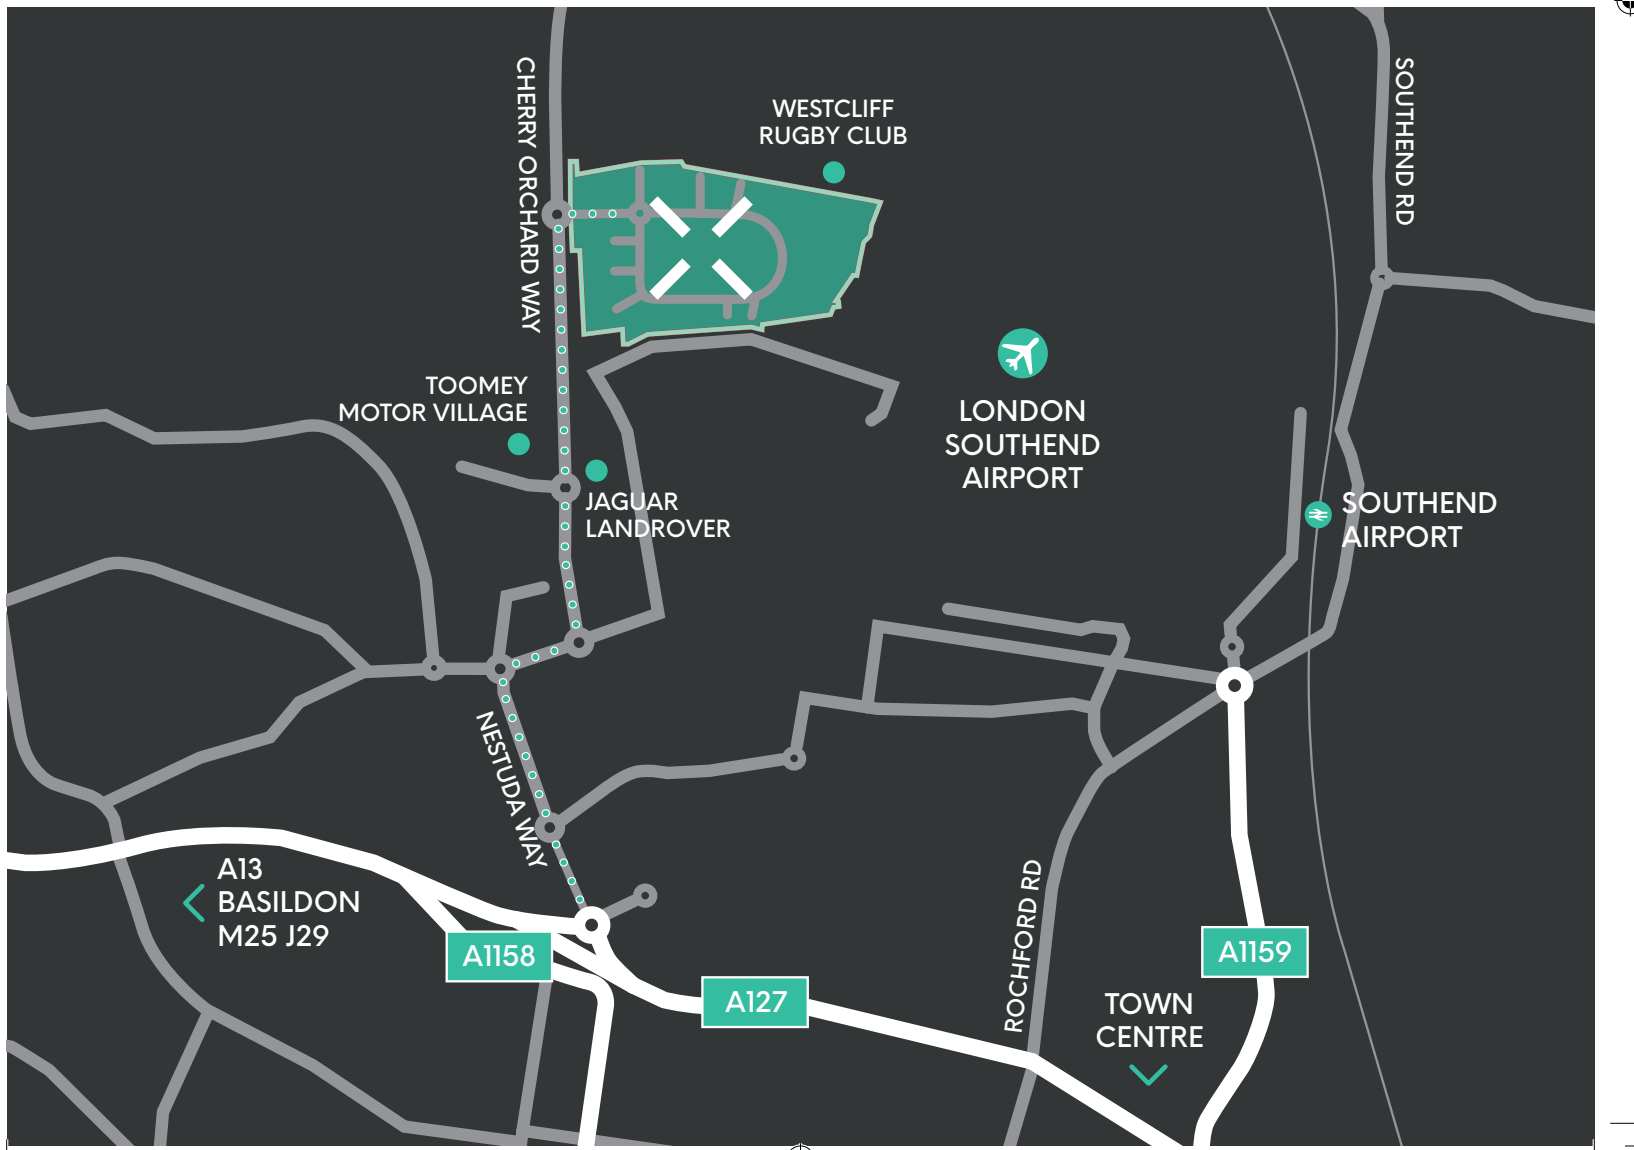 CHERRY ORCHARD WAY
WESTCLIFF
RUGBY CLUB
SOUTHEND RD
TOOMEY
MOTOR VILLAGE
JAGUAR
LANDROVER
LONDON
SOUTHEND
AIRPORT
SOUTHEND
AIRPORT
NESTUDA WAY
A13
BASILDON
M25 J29
A1158
A127
ROCHFORD RD
A1159
TOWN
CENTRE